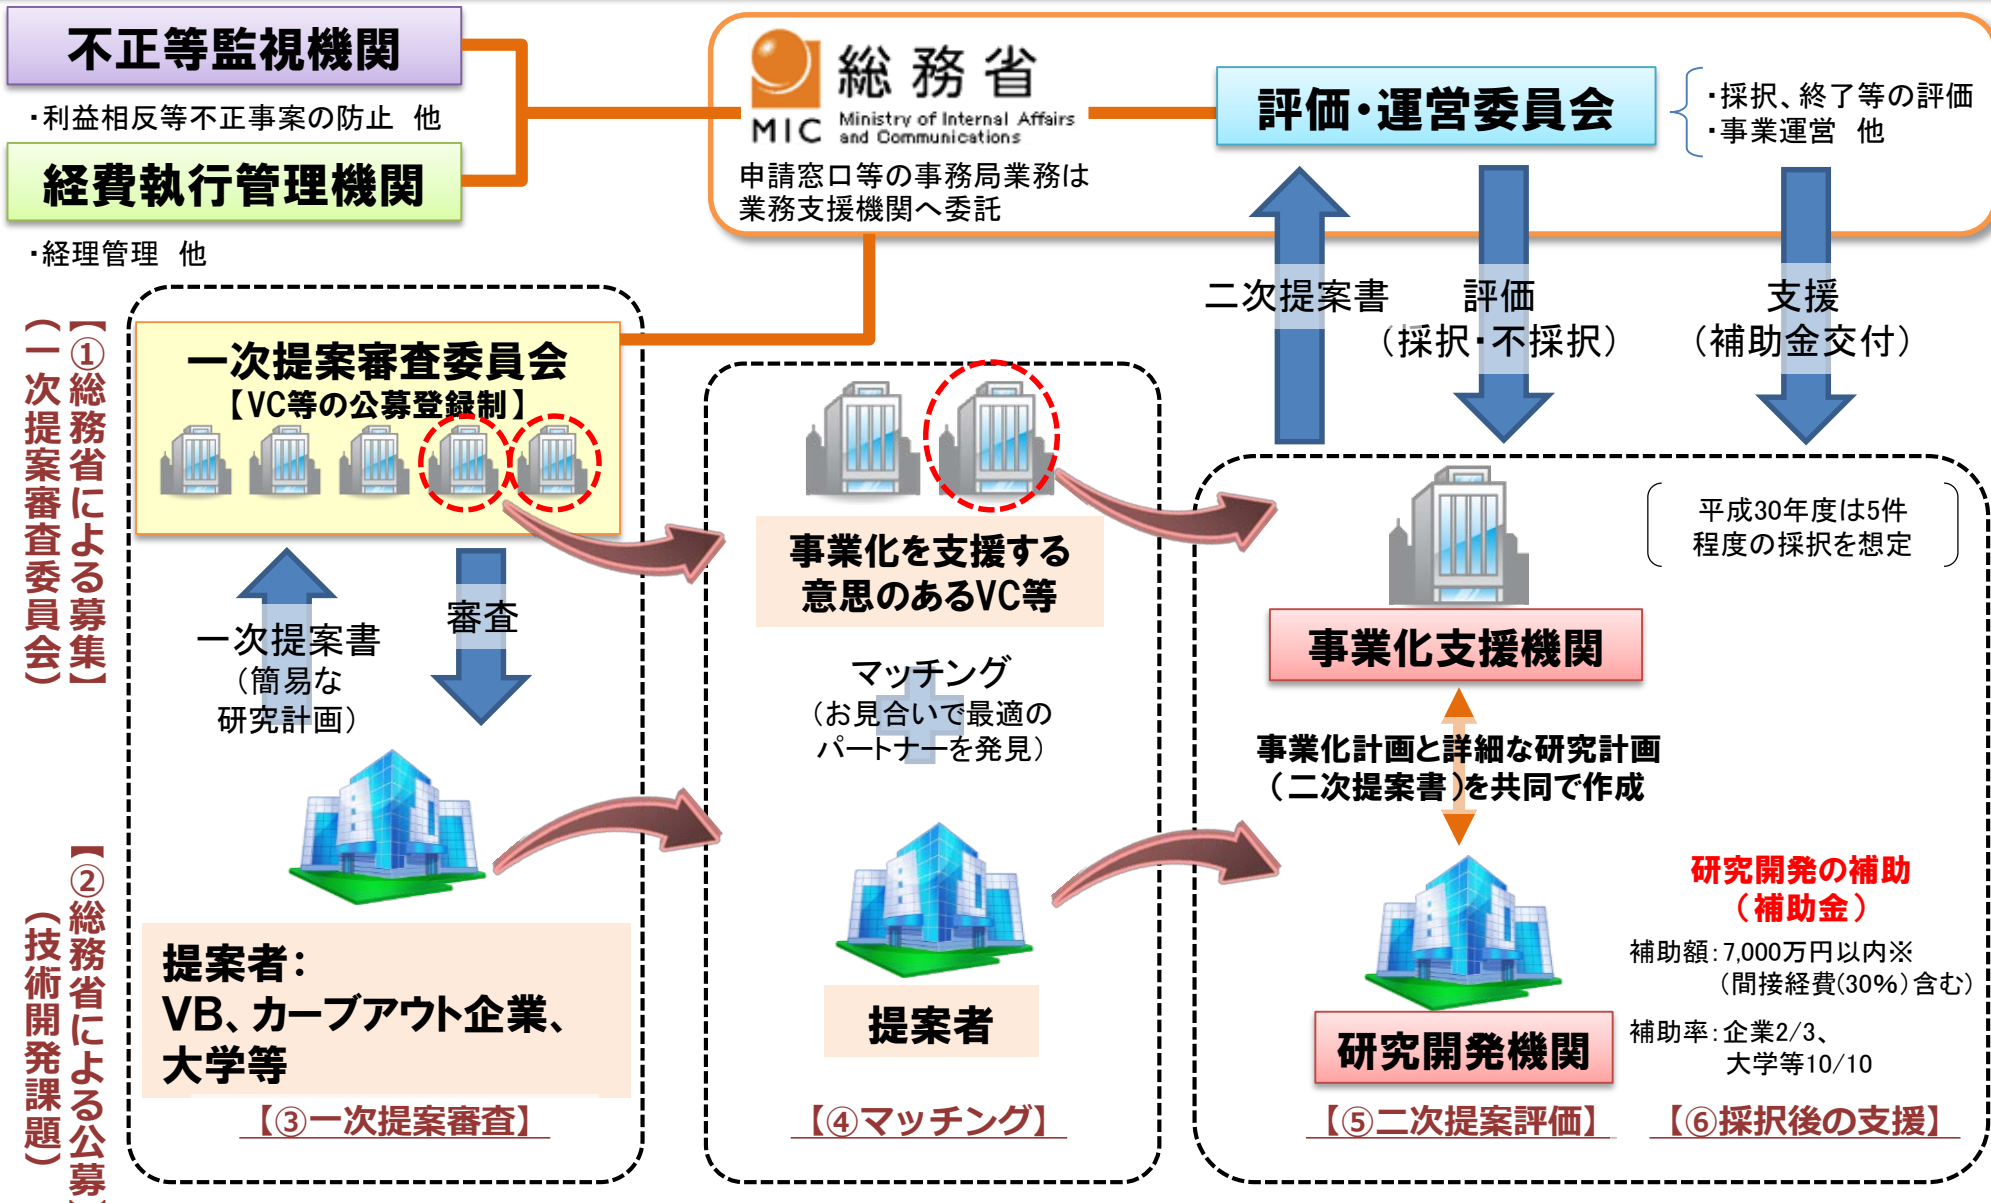 不正等監視機関
・利益相反等不正事案の防止 他
経費執行管理機関
・経理管理 他
総務省
MIC
Ministry of Internal Affairs
and Communications
申請窓口等の事務局業務は
業務支援機関へ委託
評価・運営委員会
・採択、終了等の評価
・事業運営 他
二次提案書
評価
（採択・不採択）
支援
（補助金交付）
【①総務省による募集】
（一次提案審査委員会）
【②総務省による公募】
（技術開発課題）
一次提案審査委員会
【VC等の公募登録制】
一次提案書
（簡易な
研究計画）
審査
提案者：
VB、カーブアウト企業、
大学等
【③一次提案審査】
事業化を支援する
意思のあるVC等
マッチング
（お見合いで最適の
パートナーを発見）
提案者
【④マッチング】
平成30年度は5件
程度の採択を想定
事業化支援機関
事業化計画と詳細な研究計画
（二次提案書）を共同で作成
研究開発機関
【⑤二次提案評価】
研究開発の補助
（補助金）
補助額：7,000万円以内※
（間接経費(30%)含む）
補助率：企業2/3、
大学等10/10
【⑥採択後の支援】